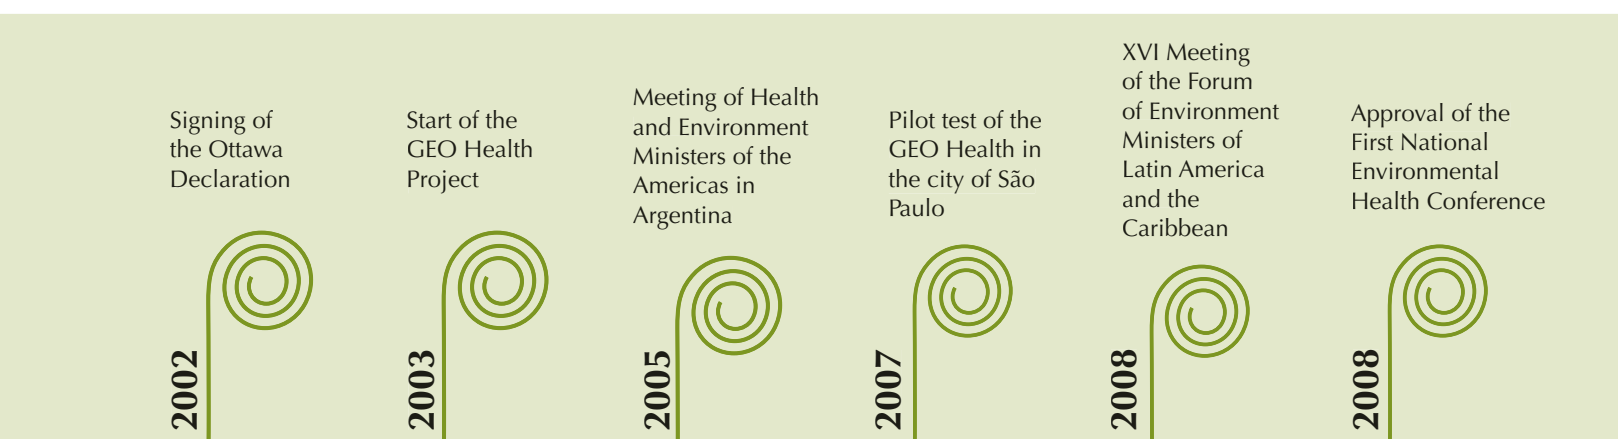 Signing of
the Ottawa
Declaration
2002
Start of the
GEO Health
Project
2003
Meeting of Health
and Environment
Ministers of the
Americas in
Argentina
2005
Pilot test of the
GEO Health in
the city of São
Paulo
2007
XVI Meeting
of the Forum
of Environment
Ministers of
Latin America
and the
Caribbean
2008
Approval of the
First National
Environmental
Health Conference
2008